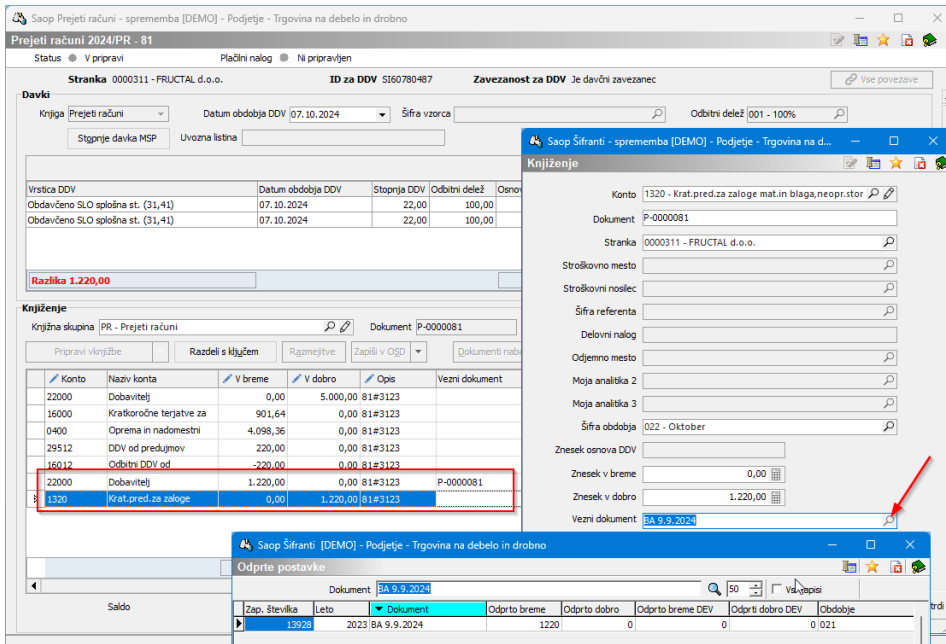 Saop Prejeti računi - sprememba [DEMO] - Podjetje - Trgovina na debelo in drobno
Prejeti računi 2024/PR - 81
Status V pripravi Plačilni nalog Ni pripravljen
Stranka 0000311 - FRUCTAL d.o.o. ID za DDV SI60780487 Zavezanost za DDV Je davčni zavezanec Vse povezave
Davki
Knjiga Prejeti računi Datum obdobja DDV 07.10.2024 Šifra vzorca Odbitni delež 001 - 100%
Stopnje davka MSP Uvozna listina
Vrstica DDV Datum obdobja DDV Stopnja DDV Odbitni delež
Obdavčeno SLO splošna st. (31,41) 07.10.2024 22,00 100,00
Obdavčeno SLO splošna st. (31,41) 07.10.2024 22,00 100,00
Razlika 1.220,00
Knjiženje
Knjižna skupina PR - Prejeti računi Dokument P-0000081
Pripravi vknjižbe Razdeli s ključem Razmejitve Zapiši v OSD Dokumenti
Konto Naziv konta V breme V dobro Opis Vezni dokument
22000 Dobavitelj 0,00 5.000,00 81#3123
16000 Kratkoročne terjatve za 901,64 0,00 81#3123
0400 Oprema in nadomestni 4.098,36 0,00 81#3123
29512 DDV od predujmov 220,00 0,00 81#3123
16012 Odbitni DDV od -220,00 0,00 81#3123
22000 Dobavitelj 1.220,00 0,00 81#3123 P-0000081
1320 Krat.pred.za zaloge 0,00 1.220,00 81#3123
Saldo
Saop Šifranti - sprememba [DEMO] - Podjetje - Trgovina na d...
Knjiženje
Konto 1320 - Krat.pred.za zaloge mat.in blaga,neopr.stor
Dokument P-0000081
Stranka 0000311 - FRUCTAL d.o.o.
Stroškovno mesto
Stroškovni nosilec
Šifra referenta
Delovni nalog
Odjemno mesto
Moja analitika 2
Moja analitika 3
Šifra obdobja 022 - Oktober
Znesek osnova DDV
Znesek v breme 0,00
Znesek v dobro 1.220,00
Vezni dokument BA 9.9.2024
Saop Šifranti [DEMO] - Podjetje - Trgovina na debelo in drobno
Odprte postavke
Dokument BA 9.9.2024 50
Zap. številka Leto Dokument Odprto breme Odprto dobro Odprto breme DEV Odprti dobro DEV Obdobje
13928 2023 BA 9.9.2024 1220 0 0 0 021